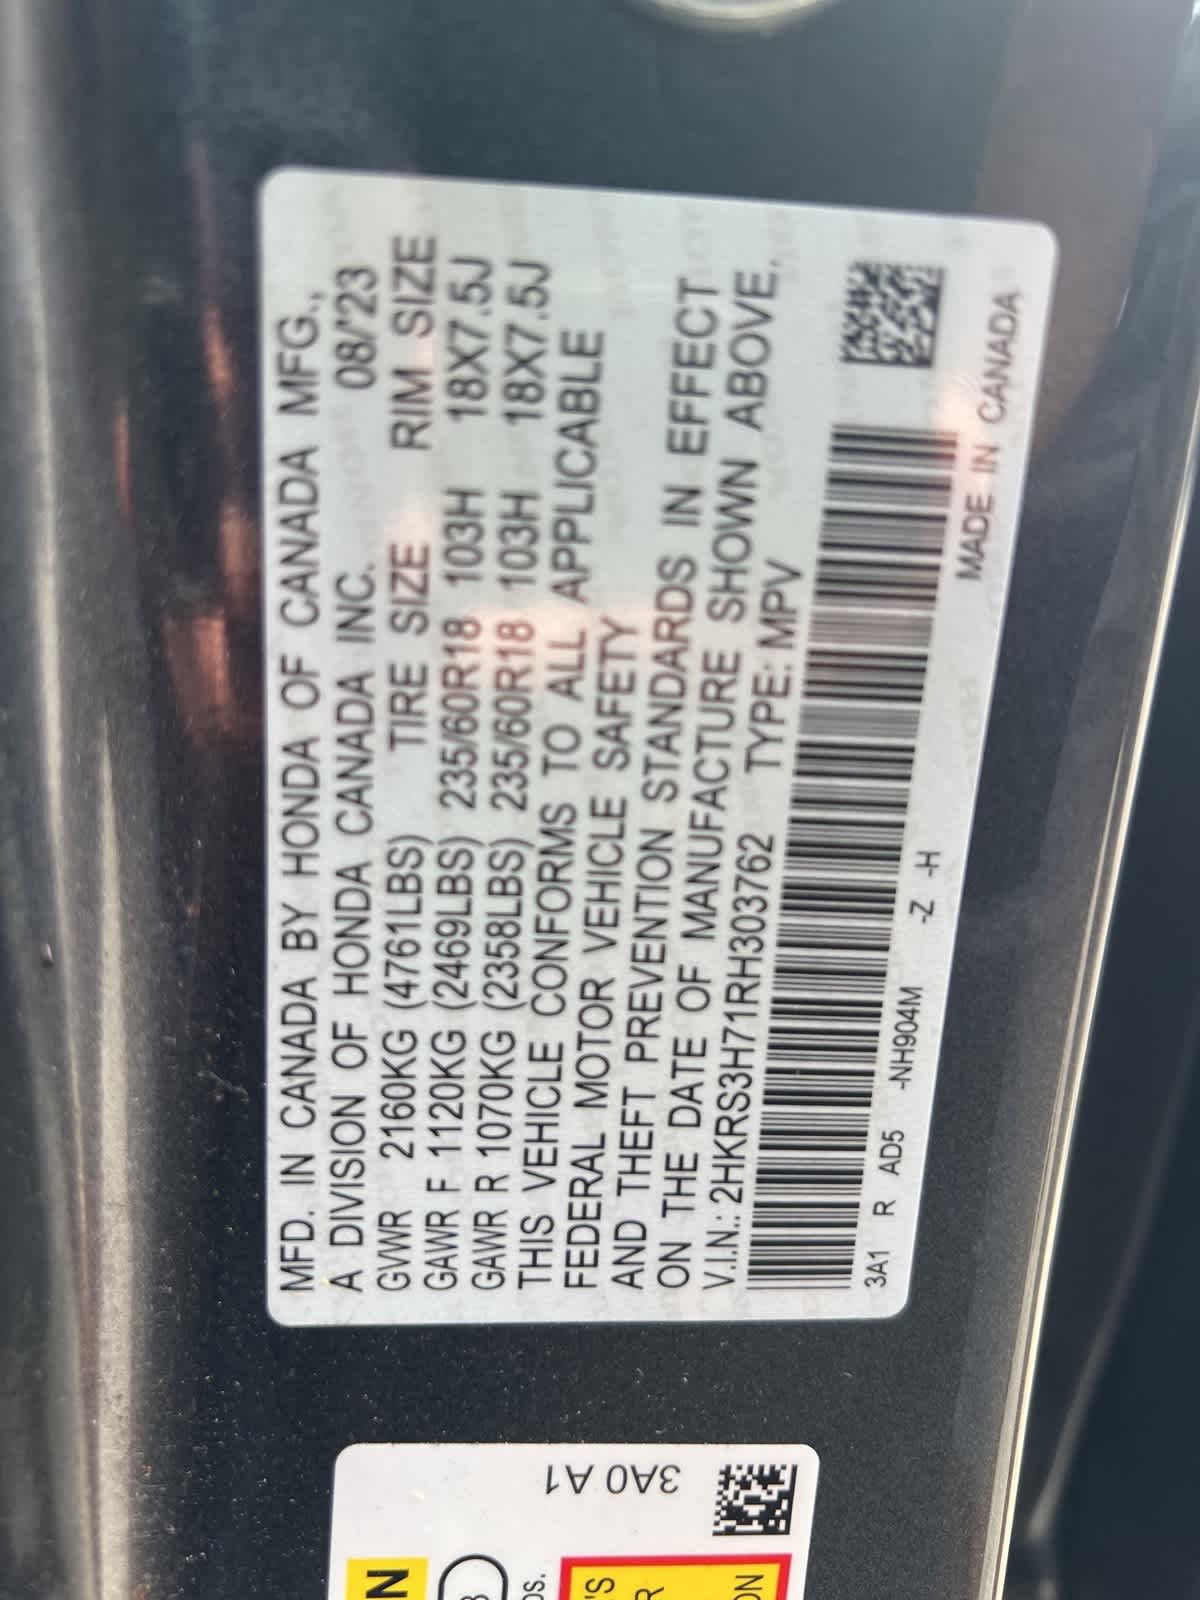 MFD. IN CANADA BY HONDA OF CANADA MFG.,
A DIVISION OF HONDA CANADA INC. 08/'23
GVWR 2160KG (4761LBS) TIRE SIZE RIM SIZE
GAWR F 1120KG (2469LBS) 235/60R18 103H 18X7.5J
GAWR R 1070KG (2358LBS) 235/60R18 103H 18X7.5J
THIS VEHICLE CONFORMS TO ALL APPLICABLE
FEDERAL MOTOR VEHICLE SAFETY
AND THEFT PREVENTION STANDARDS IN EFFECT
ON THE DATE OF MANUFACTURE SHOWN ABOVE.
V.I.N.: 2HKRS3H71RH303762 TYPE: MPV
3A1 R AD5 -NH904M -Z -H
MADE IN CANADA
3A0 A1